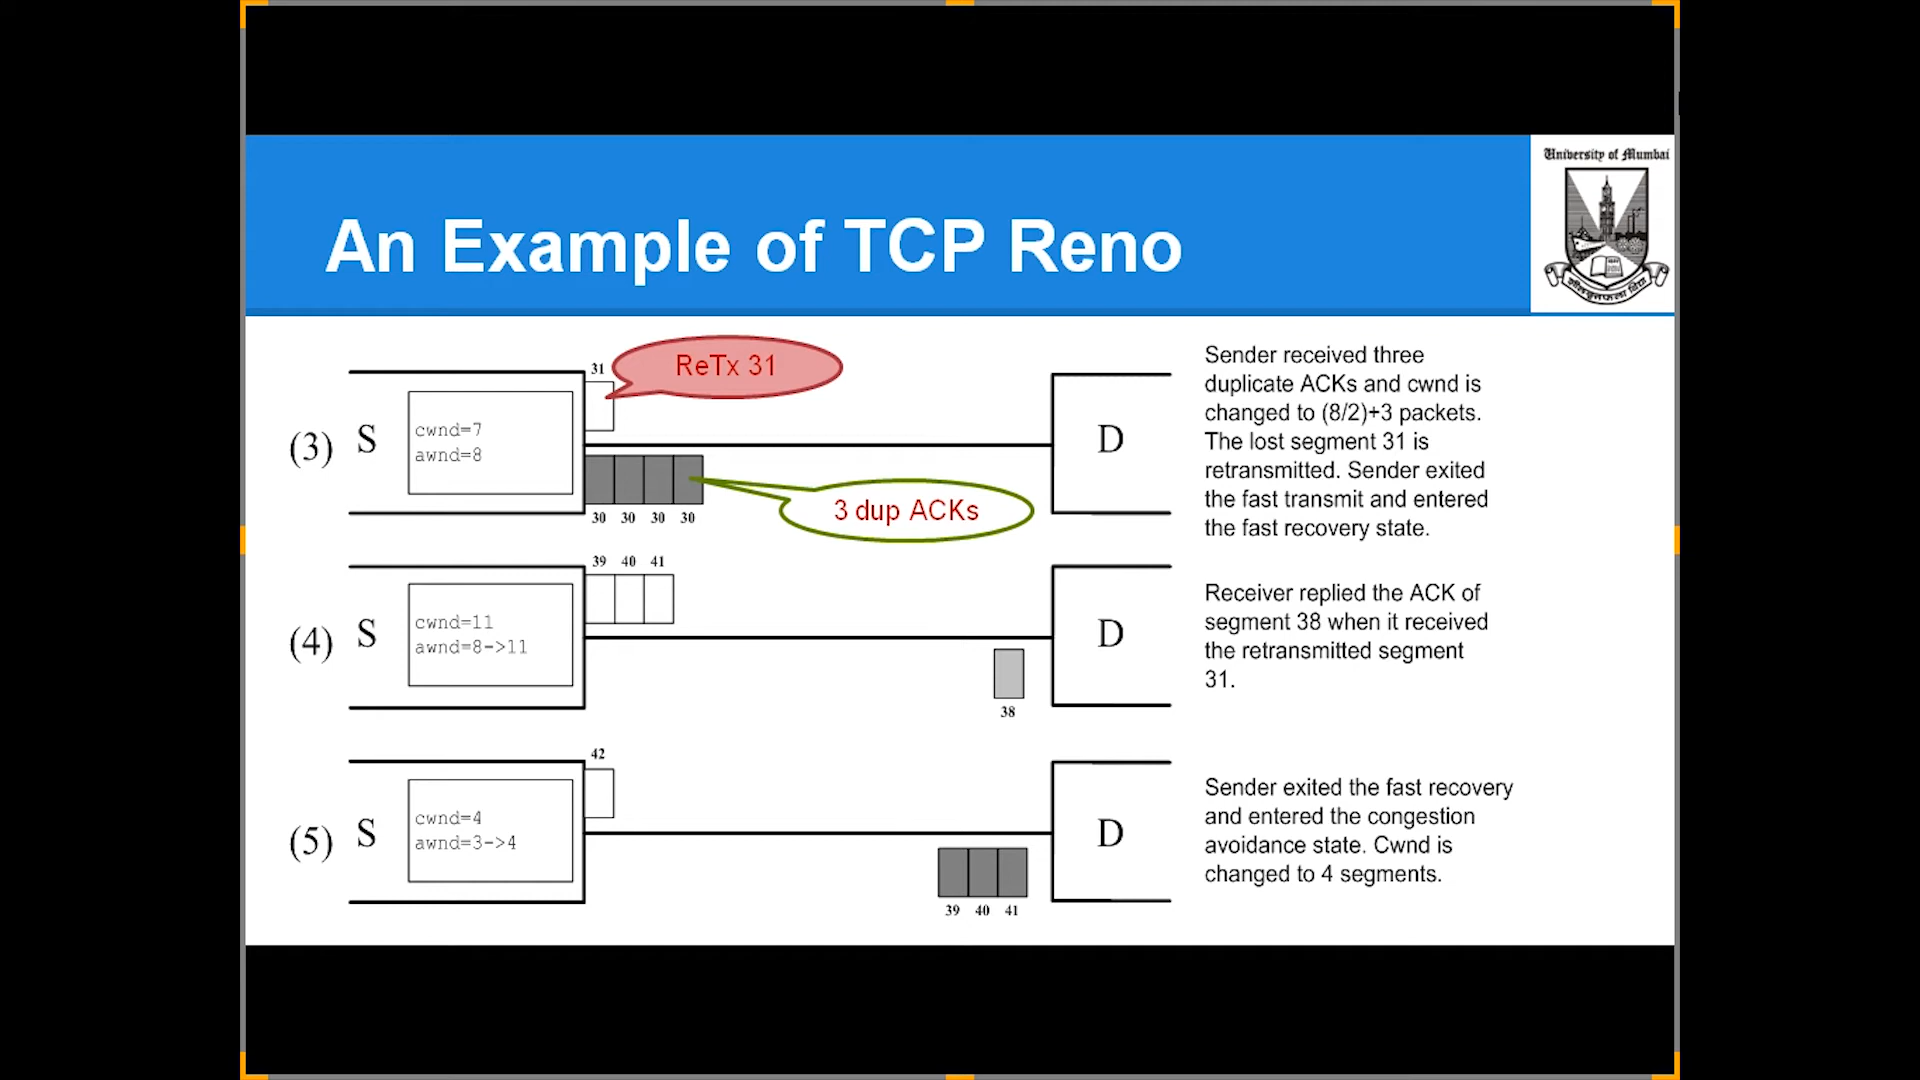 University of Mumbai
An Example of TCP Reno
31
ReTx 31
(3)
S
cwnd=7
awnd=8
D
3 dup ACKs
30 30 30 30
Sender received three
duplicate ACKs and cwnd is
changed to (8/2)+3 packets.
The lost segment 31 is
retransmitted. Sender exited
the fast transmit and entered
the fast recovery state.
39 40 41
(4)
S
cwnd=11
awnd=8->11
D
38
Receiver replied the ACK of
segment 38 when it received
the retransmitted segment
31.
42
(5)
S
cwnd=4
awnd=3->4
D
39 40 41
Sender exited the fast recovery
and entered the congestion
avoidance state. Cwnd is
changed to 4 segments.